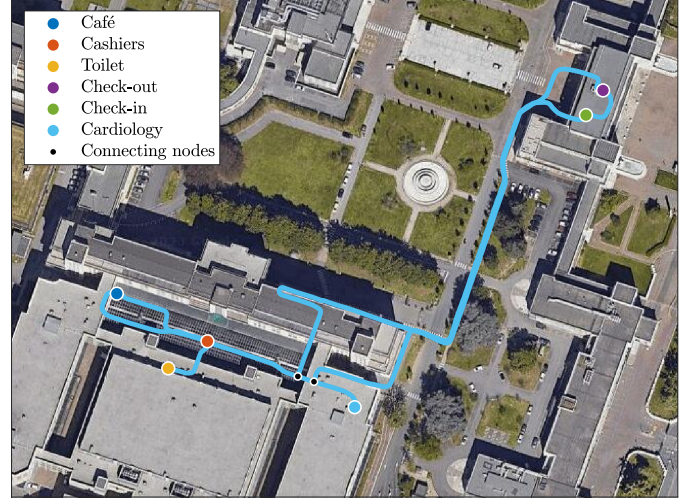 Café
Cashiers
Toilet
Check-out
Check-in
Cardiology
Connecting nodes